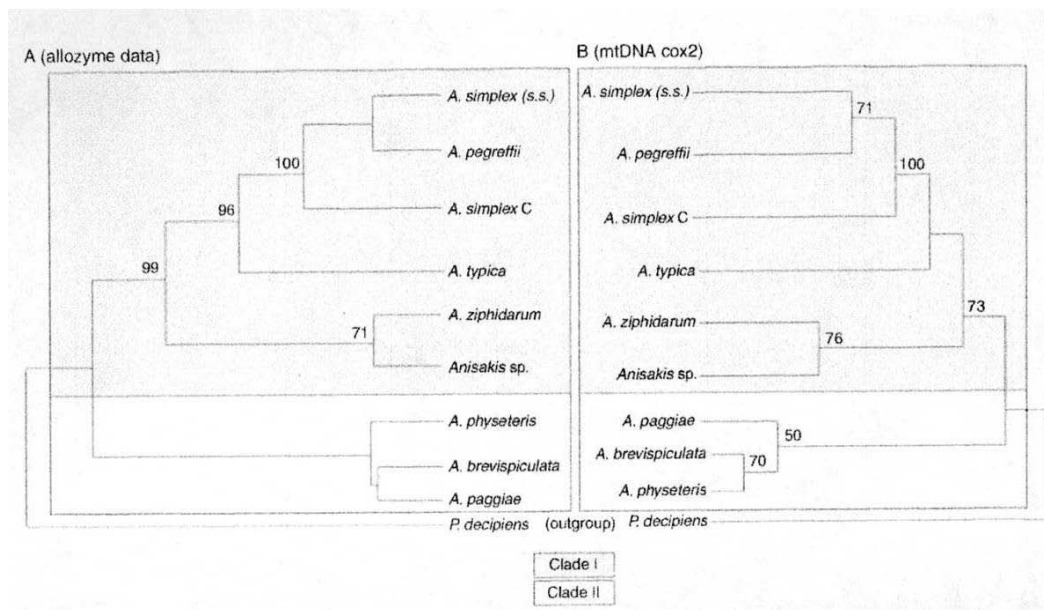 A (allozyme data)
A. simplex (s.s.)
A. pegreffii
100
A. simplex C
96
A. typica
99
A. ziphidarum
71
Anisakis sp.
A. physeteris
A. brevispiculata
A. paggiae
P. decipiens (outgroup) P. decipiens
B (mtDNA cox2)
A. simplex (s.s.)
71
A. pegreffii
100
A. simplex C
A. typica
A. ziphidarum
73
76
Anisakis sp.
A. paggiae
50
A. brevispiculata
70
A. physeteris
Clade I
Clade II